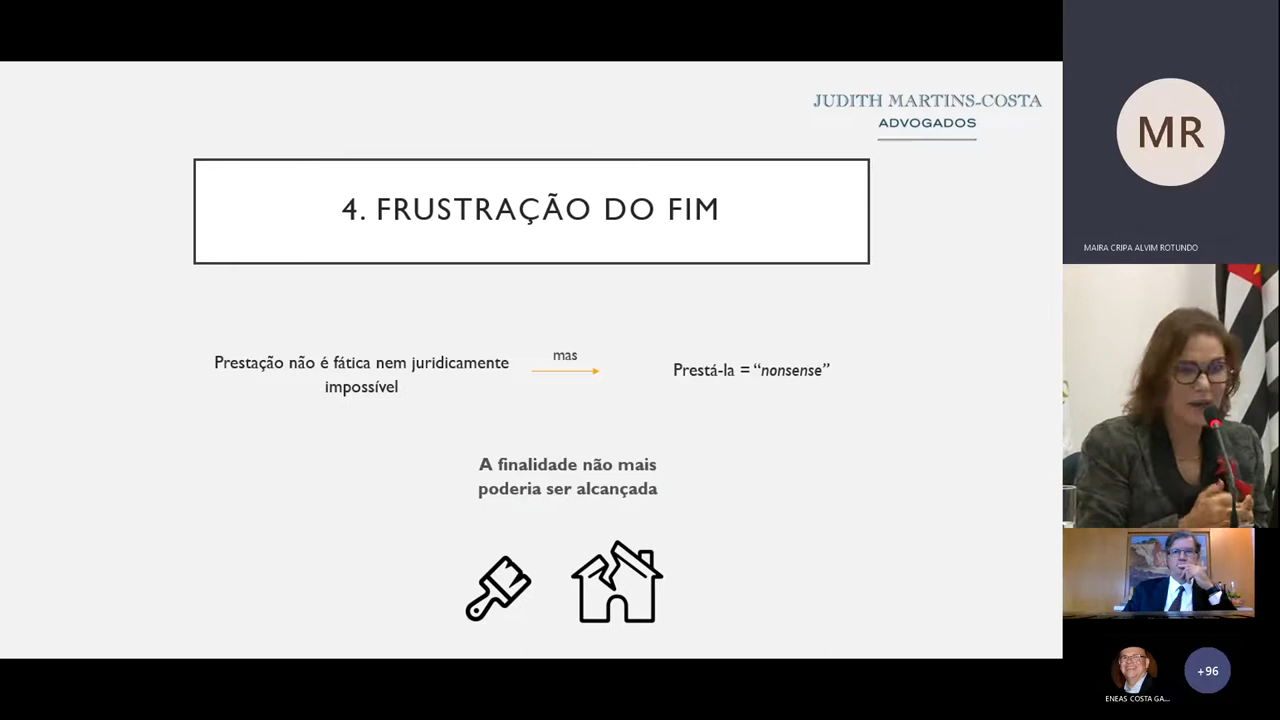 JUDITH MARTINS-COSTA
ADVOGADOS
4. FRUSTRAÇÃO DO FIM
Prestação não é fática nem juridicamente
impossível
mas
Prestá-la = “nonsense”
A finalidade não mais
poderia ser alcançada
MR
MAIRA CRIPA ALVIM ROTUNDO
ENEAS COSTA GA...
+96